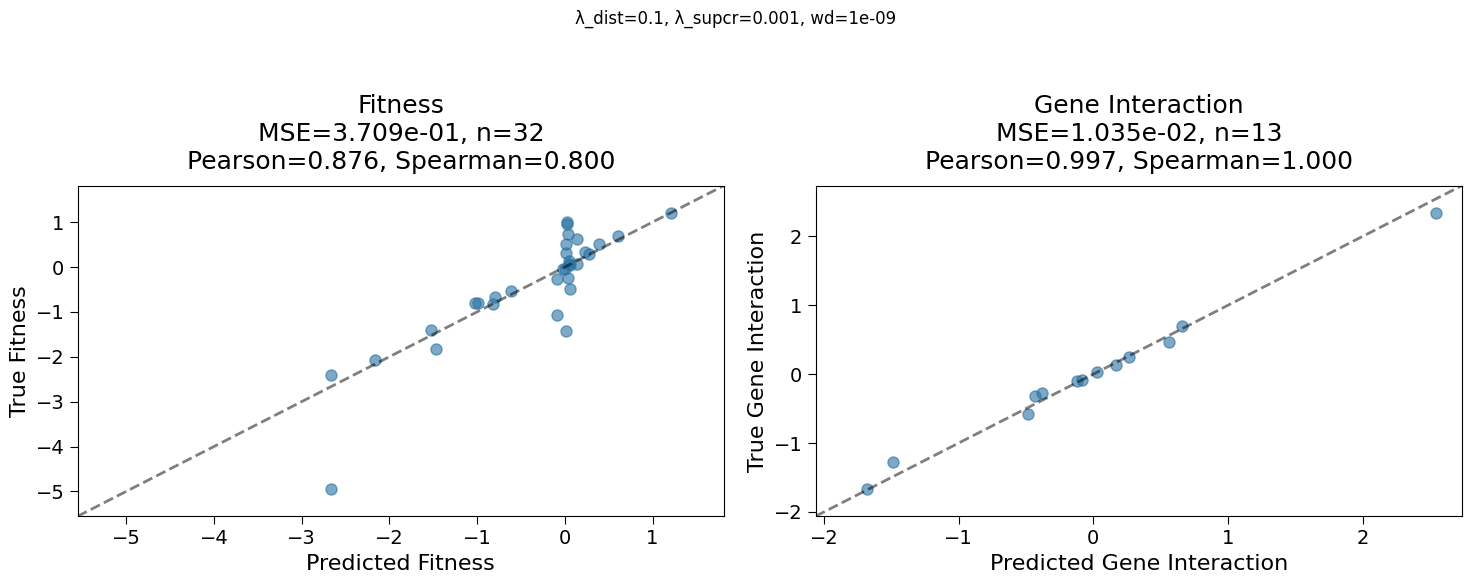 λ_dist=0.1, λ_supcr=0.001, wd=1e-09
Fitness
MSE=3.709e-01, n=32
Pearson=0.876, Spearman=0.800
True Fitness
1
0
−1
−2
−3
−4
−5
−5
−4
−3
−2
−1
0
1
Predicted Fitness
Gene Interaction
MSE=1.035e-02, n=13
Pearson=0.997, Spearman=1.000
True Gene Interaction
2
1
0
−1
−2
−2
−1
0
1
2
Predicted Gene Interaction